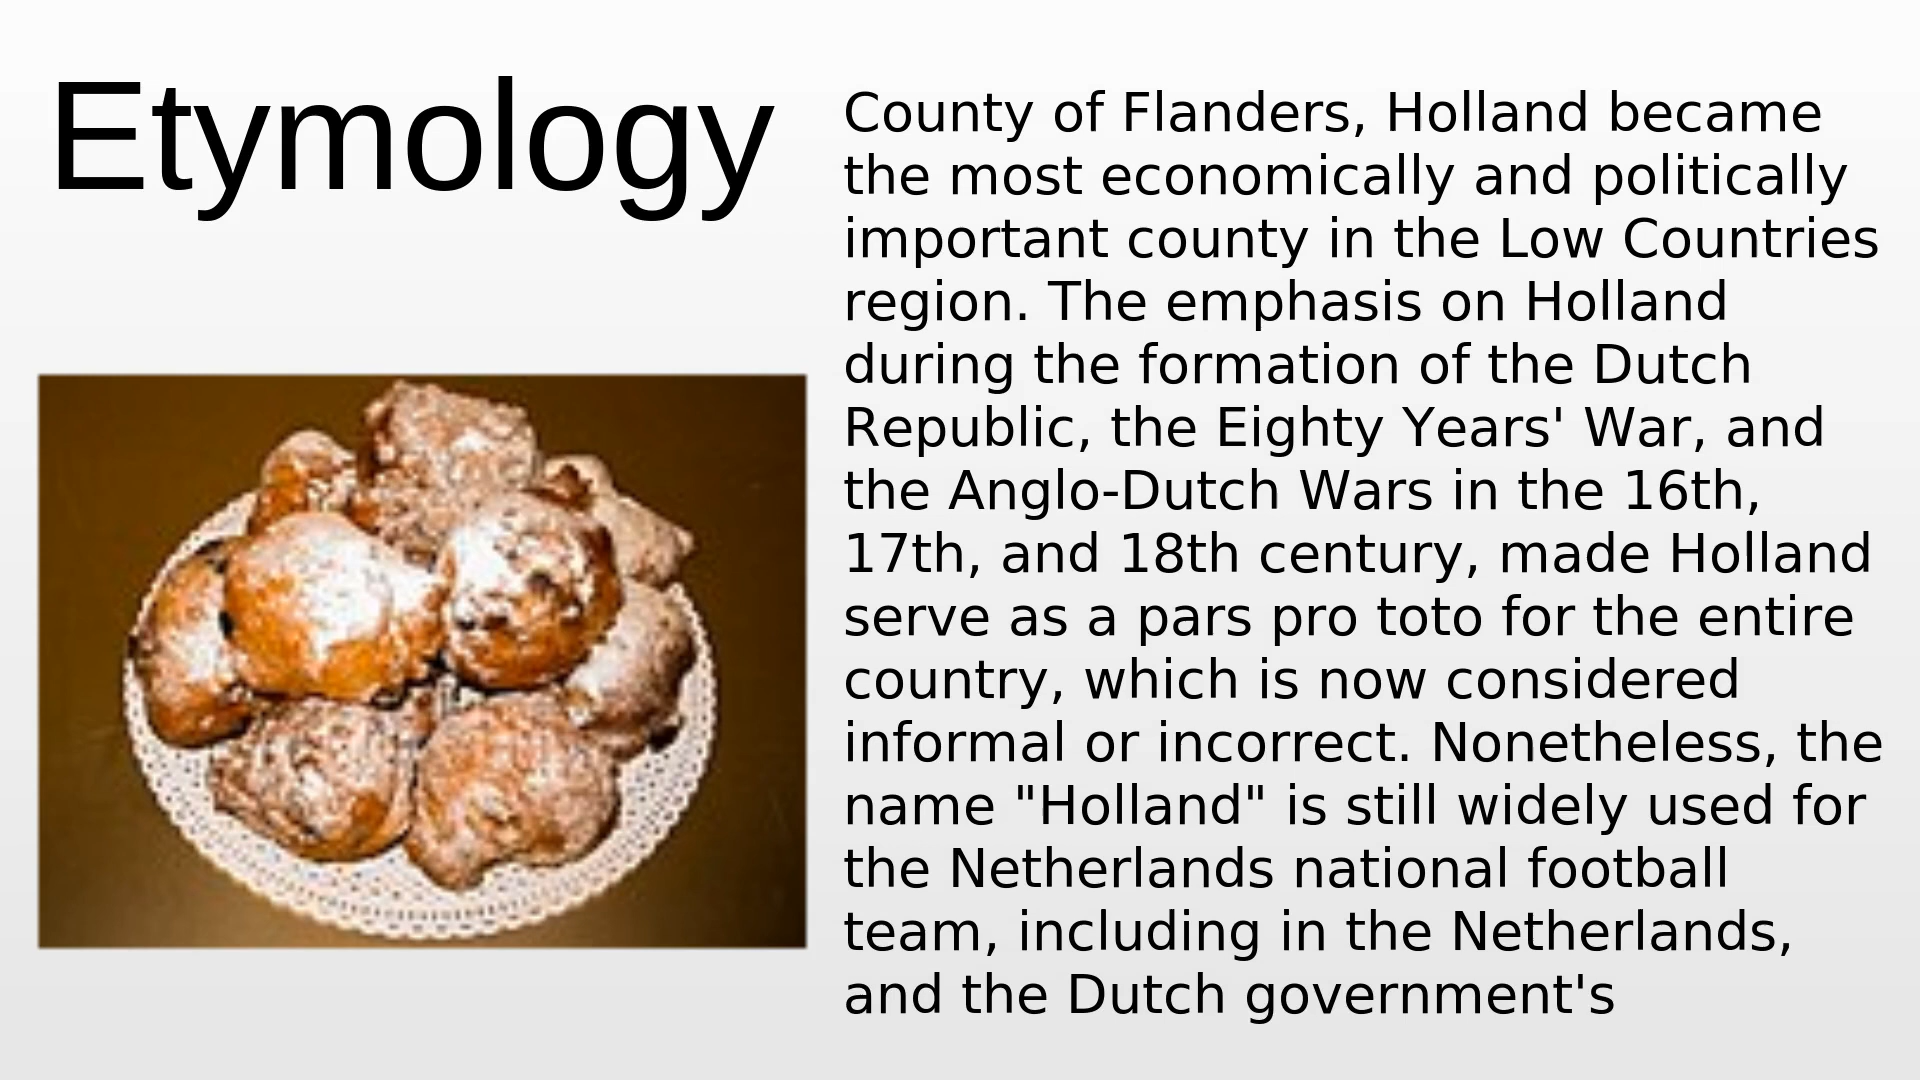 Etymology
County of Flanders, Holland became
the most economically and politically
important county in the Low Countries
region. The emphasis on Holland
during the formation of the Dutch
Republic, the Eighty Years' War, and
the Anglo-Dutch Wars in the 16th,
17th, and 18th century, made Holland
serve as a pars pro toto for the entire
country, which is now considered
informal or incorrect. Nonetheless, the
name "Holland" is still widely used for
the Netherlands national football
team, including in the Netherlands,
and the Dutch government's